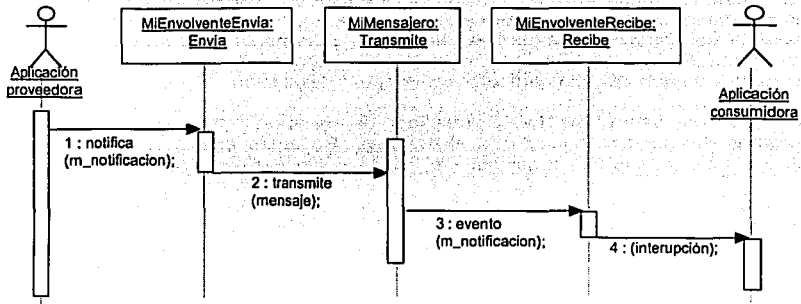 MiEnvolventeEnvia:
Envia
MiMensajero:
Transmite
MiEnvolventeRecibe:
Recibe
Aplicación
proveedora
Aplicación
consumidora
1 : notifica
(m_notificacion);
2 : transmite
(mensaje);
3 : evento
(m_notificacion);
4 : (interupción);